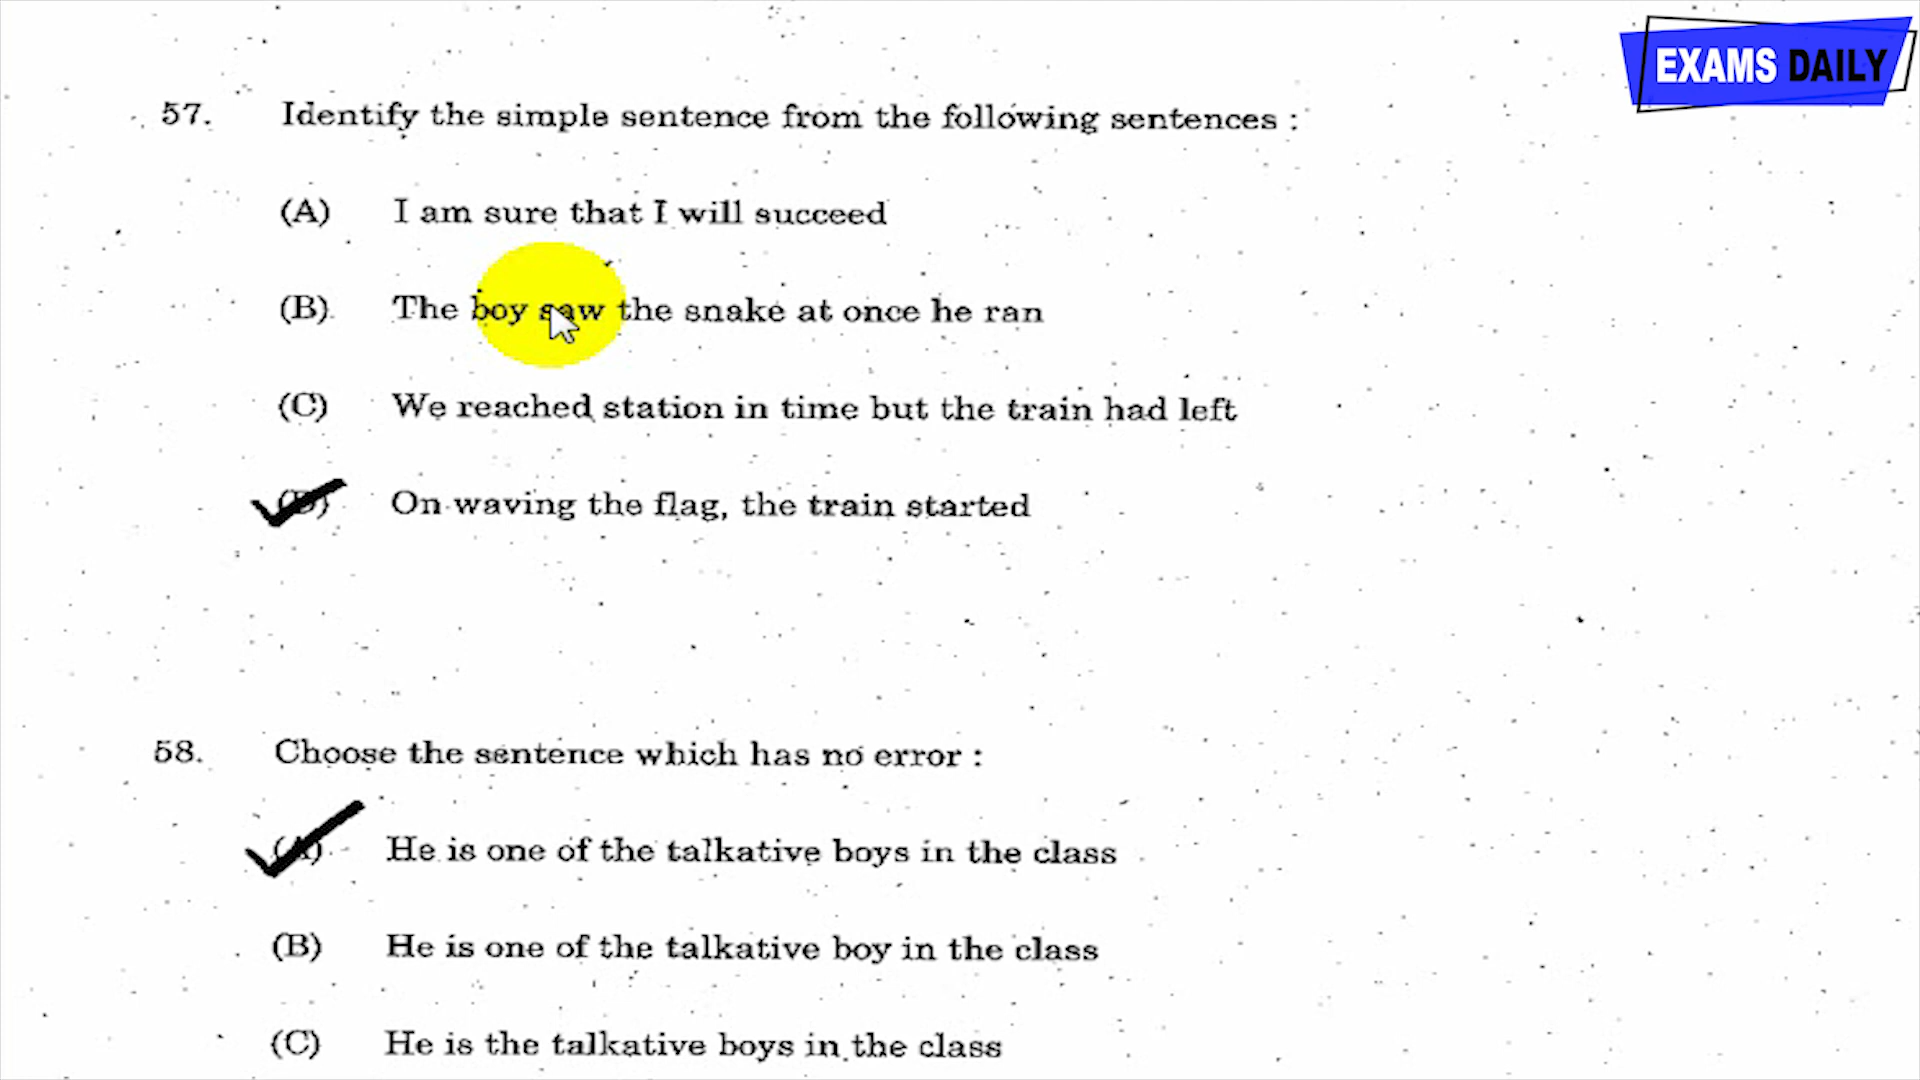 EXAMS DAILY
57. Identify the simple sentence from the following sentences :
(A) I am sure that I will succeed
(B) The boy saw the snake at once he ran
(C) We reached station in time but the train had left
(D) On waving the flag, the train started
58. Choose the sentence which has no error :
(A) He is one of the talkative boys in the class
(B) He is one of the talkative boy in the class
(C) He is the talkative boys in the class